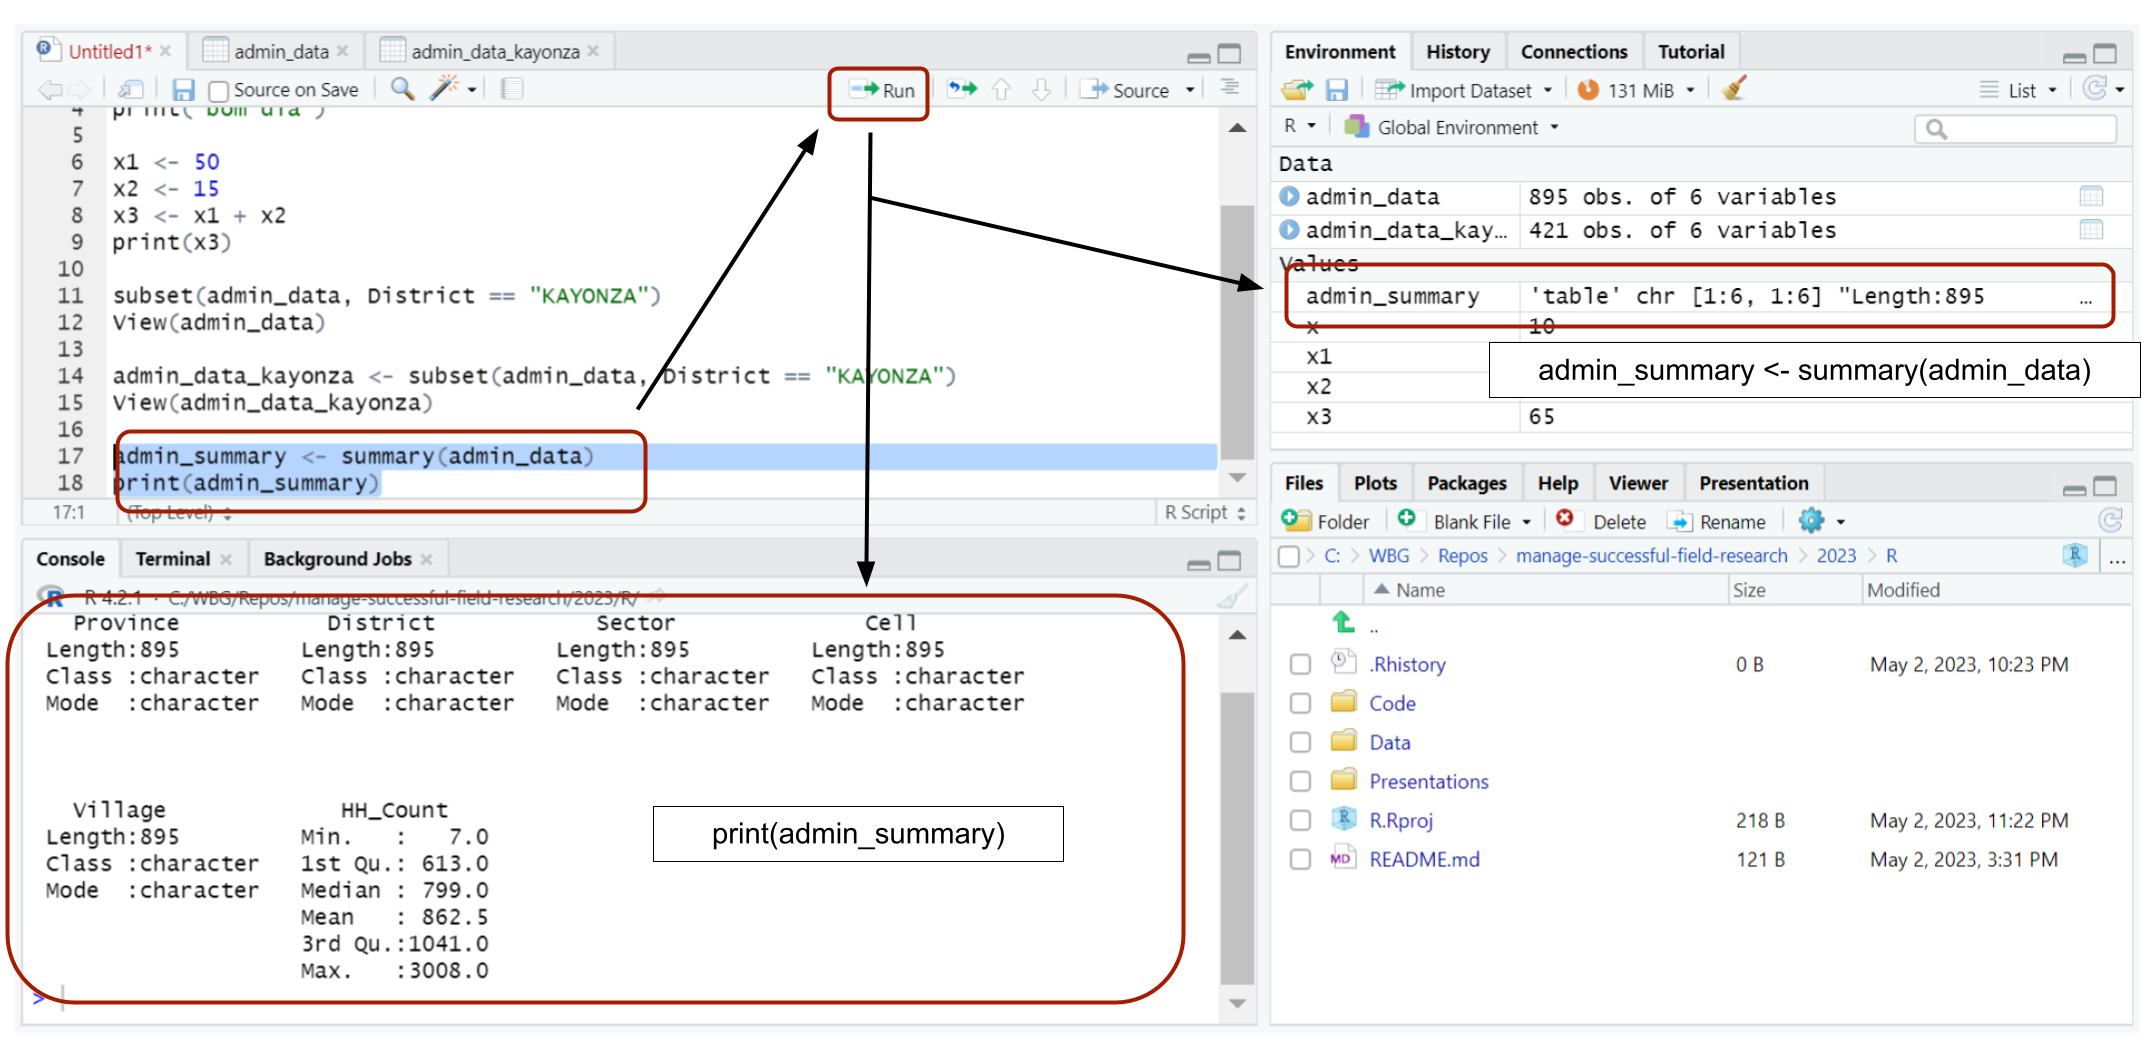 Untitled1*
admin_data
admin_data_kayonza
Source on Save
Run
Source
4 print("bom dia")
5
6 x1 <- 50
7 x2 <- 15
8 x3 <- x1 + x2
9 print(x3)
10
11 subset(admin_data, District == "KAYONZA")
12 View(admin_data)
13
14 admin_data_kayonza <- subset(admin_data, District == "KAYONZA")
15 View(admin_data_kayonza)
16
17 admin_summary <- summary(admin_data)
18 print(admin_summary)
17:1 (Top Level) R Script
Console Terminal Background Jobs
R 4.2.1 · C:/WBG/Repos/manage-successful-field-research/2023/R/
Province District Sector Cell
Length:895 Length:895 Length:895 Length:895
Class :character Class :character Class :character Class :character
Mode :character Mode :character Mode :character Mode :character
Village HH_Count
Length:895 Min. : 7.0
Class :character 1st Qu.: 613.0
Mode :character Median : 799.0
Mean : 862.5
3rd Qu.:1041.0
Max. :3008.0
>
print(admin_summary)
Environment History Connections Tutorial
Import Dataset 131 MiB List
R Global Environment
Data
admin_data 895 obs. of 6 variables
admin_data_kay… 421 obs. of 6 variables
Values
admin_summary 'table' chr [1:6, 1:6] "Length:895 …
x 10
x1
x2
x3 65
admin_summary <- summary(admin_data)
Files Plots Packages Help Viewer Presentation
Folder Blank File Delete Rename
C: > WBG > Repos > manage-successful-field-research > 2023 > R ...
Name Size Modified
..
.Rhistory 0 B May 2, 2023, 10:23 PM
Code
Data
Presentations
R.Rproj 218 B May 2, 2023, 11:22 PM
README.md 121 B May 2, 2023, 3:31 PM